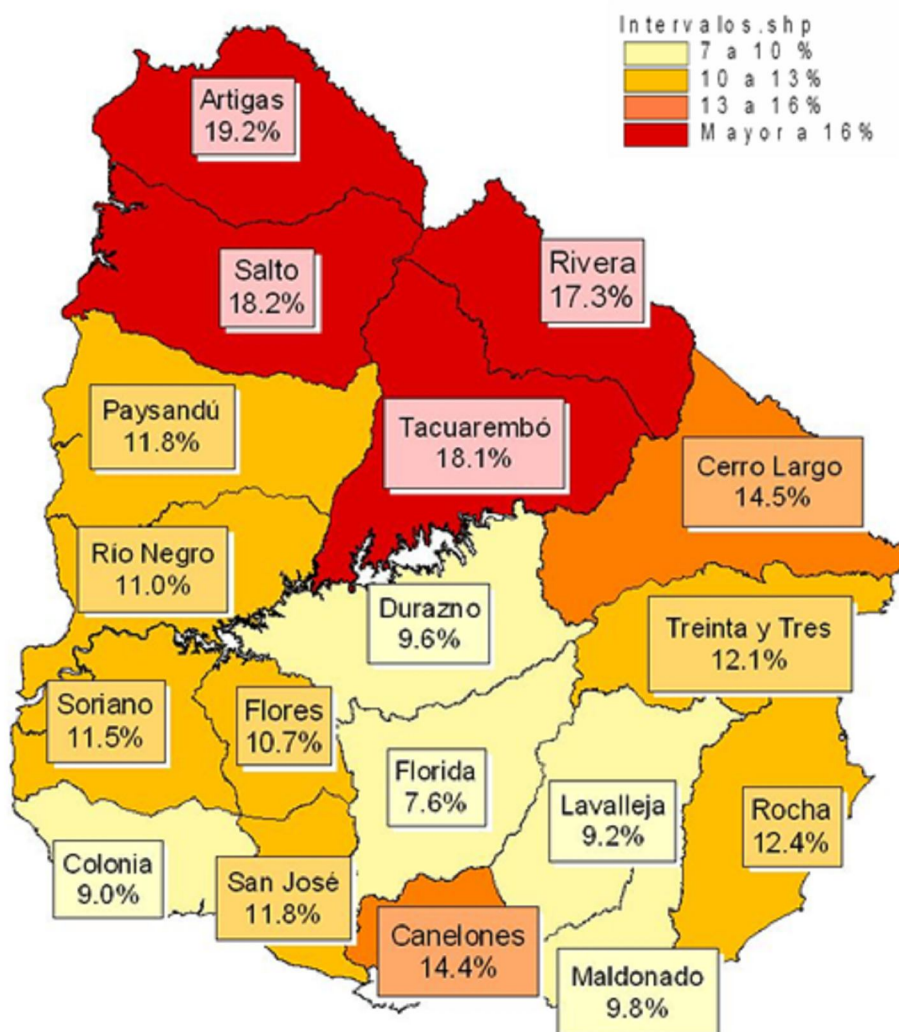 Intervalos.shp
7 a 10 %
10 a 13%
13 a 16%
Mayor a 16%
Artigas
19.2%
Salto
18.2%
Rivera
17.3%
Paysandú
11.8%
Tacuarembó
18.1%
Cerro Largo
14.5%
Río Negro
11.0%
Durazno
9.6%
Treinta y Tres
12.1%
Soriano
11.5%
Flores
10.7%
Florida
7.6%
Lavalleja
9.2%
Rocha
12.4%
Colonia
9.0%
San José
11.8%
Canelones
14.4%
Maldonado
9.8%